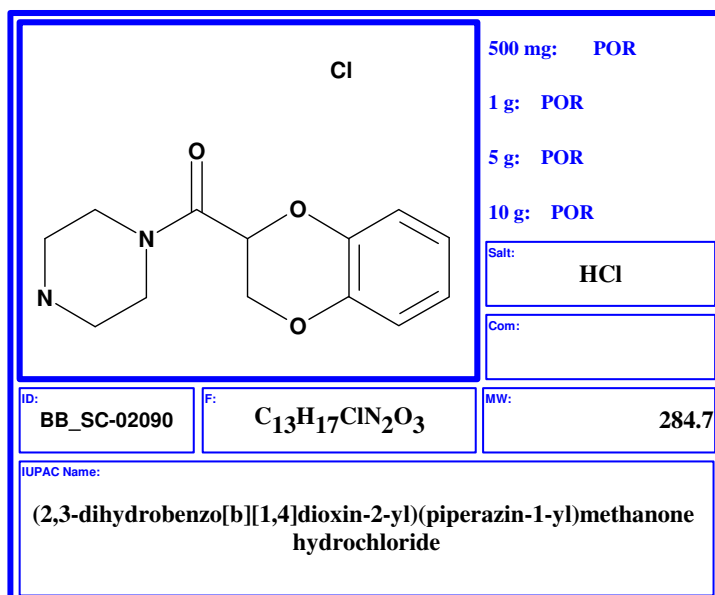 Cl
O
O
N
N
O
500 mg: POR
1 g: POR
5 g: POR
10 g: POR
Salt:
HCl
Com:
ID:
BB_SC-02090
F:
C13H17ClN2O3
MW:
284.7
IUPAC Name:
(2,3-dihydrobenzo[b][1,4]dioxin-2-yl)(piperazin-1-yl)methanone
hydrochloride